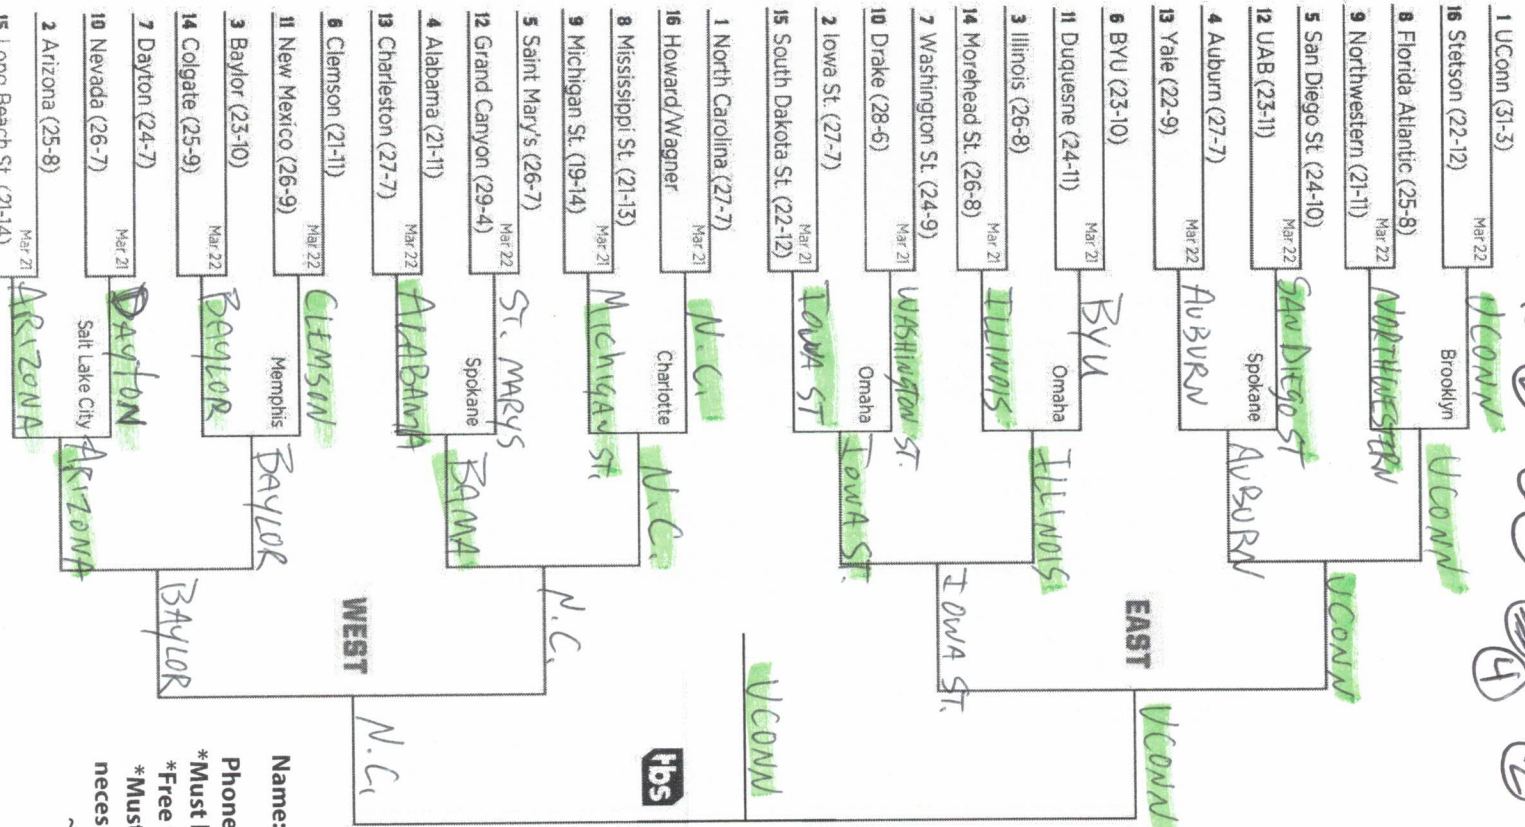 1 UConn (31-3)
16 Stetson (22-12)
8 Florida Atlantic (25-8)
9 Northwestern (21-11)
5 San Diego St. (24-10)
12 UAB (23-11)
4 Auburn (27-7)
13 Yale (22-9)
6 BYU (23-10)
11 Duquesne (24-11)
3 Illinois (26-8)
14 Morehead St. (26-8)
7 Washington St. (24-9)
10 Drake (28-6)
2 Iowa St. (27-7)
15 South Dakota St. (22-12)
Mar 22
Mar 22
Mar 22
Mar 22
Mar 21
Mar 21
Mar 21
Mar 21
UCONN
Brooklyn
NORTHWESTERN
SAN DIEGO ST
Spokane
AUBURN
BYU
Omaha
ILLINOIS
WASHINGTON ST.
Omaha
IOWA ST
UCONN
AUBURN
ILLINOIS
IOWA ST.
UCONN
EAST
IOWA ST.
UCONN
4
2
1 North Carolina (27-7)
16 Howard/Wagner
8 Mississippi St. (21-13)
9 Michigan St. (19-14)
5 Saint Mary's (26-7)
12 Grand Canyon (29-4)
4 Alabama (21-11)
13 Charleston (27-7)
6 Clemson (21-11)
11 New Mexico (26-9)
3 Baylor (23-10)
14 Colgate (25-9)
7 Dayton (24-7)
10 Nevada (26-7)
2 Arizona (25-8)
15 Long Beach St. (21-14)
Mar 21
Mar 21
Mar 22
Mar 22
Mar 22
Mar 22
Mar 21
Mar 21
N.C.
Charlotte
MICHIGAN ST.
ST. MARYS
Spokane
ALABAMA
CLEMSON
Memphis
BAYLOR
DAYTON
Salt Lake City
ARIZONA
N.C.
BAMA
BAYLOR
ARIZONA
N.C.
WEST
BAYLOR
N.C.
UCONN
tbs
Name:
Phone
*Must
*Free
*Must
neces